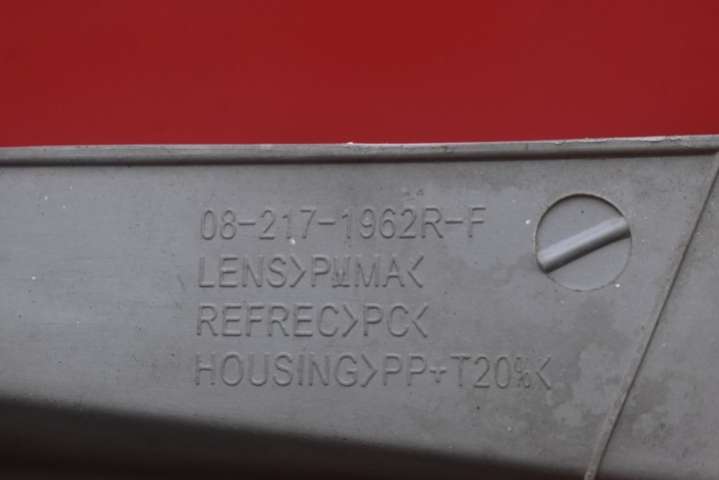 08-217-1962R-F
LENS>PMMA<
REFREC>PC<
HOUSING>PP+T20%<